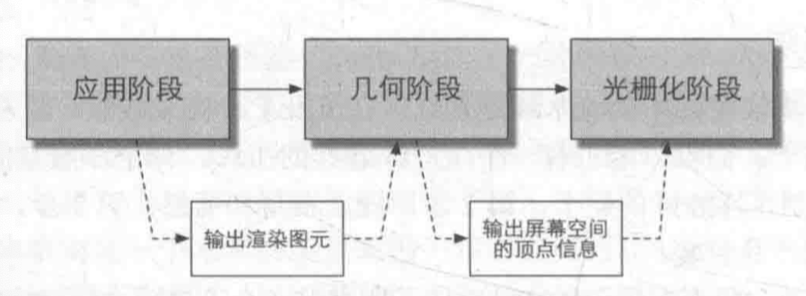 应用阶段
几何阶段
光栅化阶段
输出渲染图元
输出屏幕空间
的顶点信息